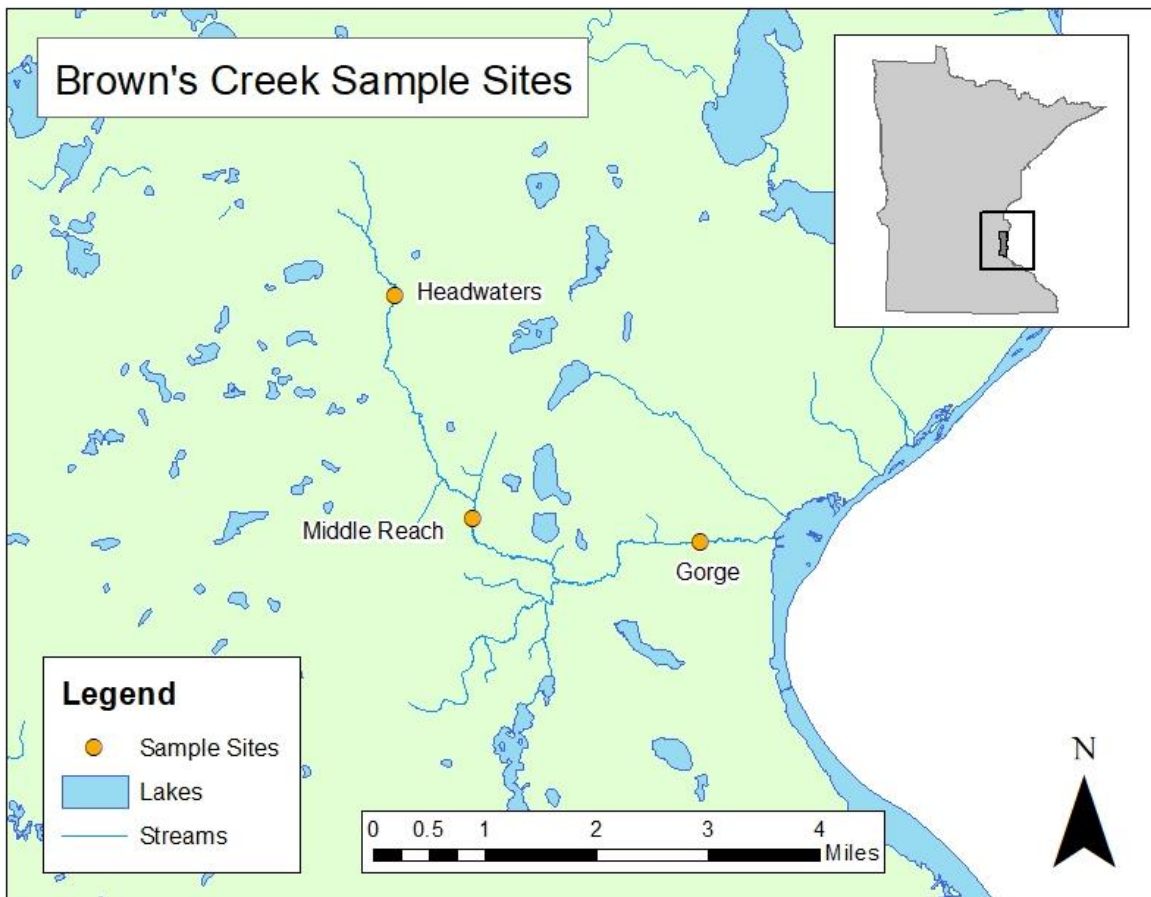 Brown's Creek Sample Sites
Headwaters
Middle Reach
Gorge
Legend
Sample Sites
Lakes
Streams
0 0.5 1 2 3 4
Miles
N